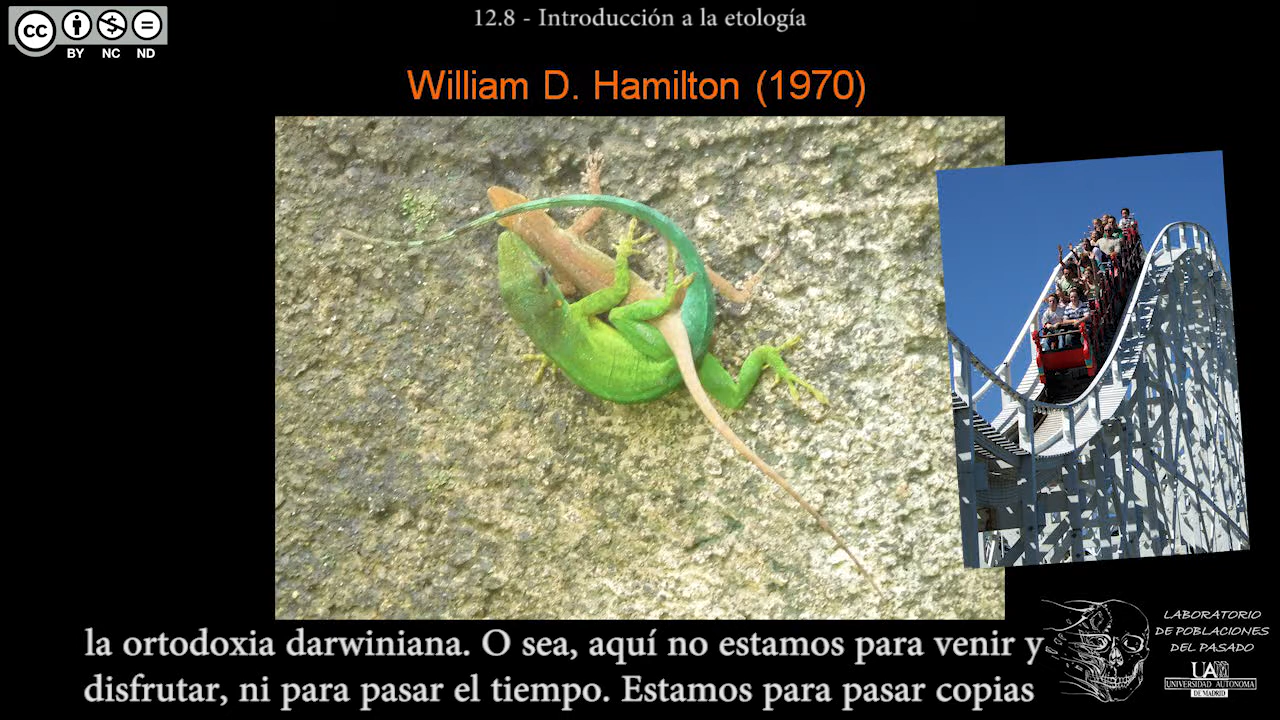 12.8 - Introducción a la etología
cc
BY NC ND
William D. Hamilton (1970)
la ortodoxia darwiniana. O sea, aquí no estamos para venir y
disfrutar, ni para pasar el tiempo. Estamos para pasar copias
LABORATORIO
DE POBLACIONES
DEL PASADO
UAM
UNIVERSIDAD AUTONOMA
DE MADRID